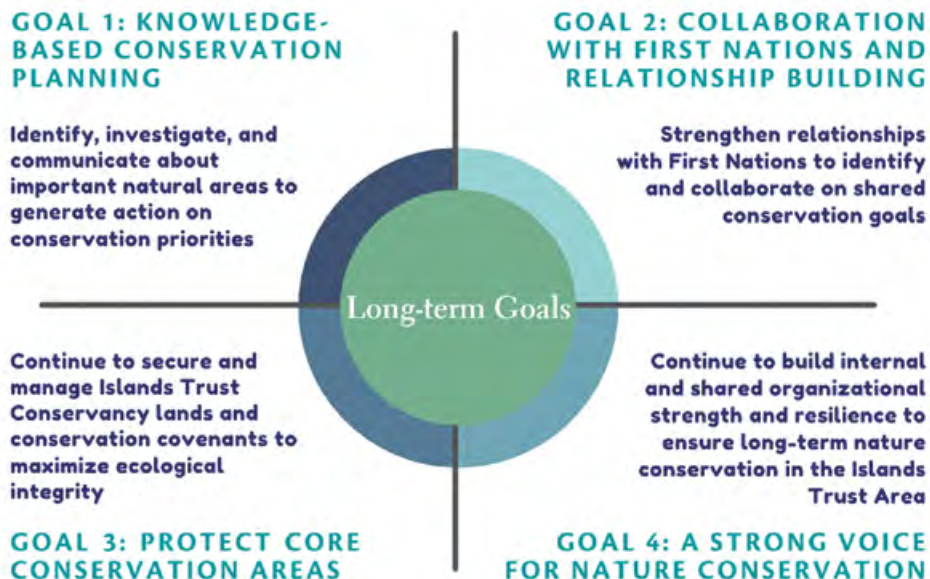 GOAL 1: KNOWLEDGE-
BASED CONSERVATION
PLANNING
Identify, investigate, and
communicate about
important natural areas to
generate action on
conservation priorities
GOAL 2: COLLABORATION
WITH FIRST NATIONS AND
RELATIONSHIP BUILDING
Strengthen relationships
with First Nations to identify
and collaborate on shared
conservation goals
Long-term Goals
Continue to secure and
manage Islands Trust
Conservancy lands and
conservation covenants to
maximize ecological
integrity
GOAL 3: PROTECT CORE
CONSERVATION AREAS
Continue to build internal
and shared organizational
strength and resilience to
ensure long-term nature
conservation in the Islands
Trust Area
GOAL 4: A STRONG VOICE
FOR NATURE CONSERVATION